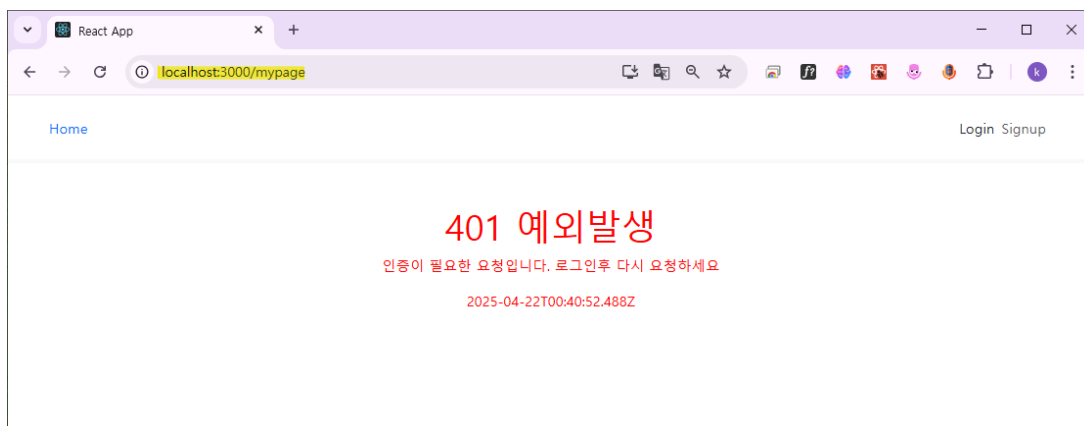 React App
localhost:3000/mypage
Home
Login Signup
401 예외발생
인증이 필요한 요청입니다. 로그인후 다시 요청하세요
2025-04-22T00:40:52.488Z
f?
k